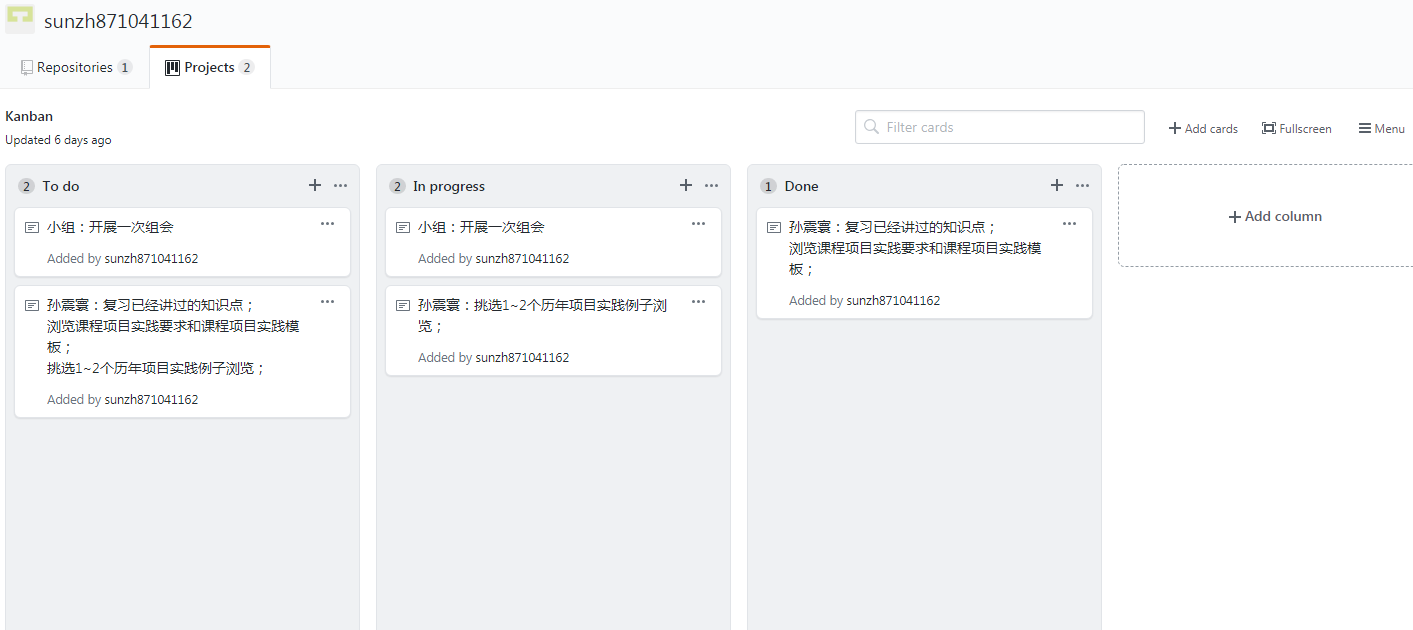 sunzh871041162
Repositories 1
Projects 2
Kanban
Updated 6 days ago
Filter cards
Add cards
Fullscreen
Menu
2 To do
小组：开展一次组会
Added by sunzh871041162
孙震寰：复习已经讲过的知识点；
浏览课程项目实践要求和课程项目实践模
板；
挑选1~2个历年项目实践例子浏览；
Added by sunzh871041162
2 In progress
小组：开展一次组会
Added by sunzh871041162
孙震寰：挑选1~2个历年项目实践例子浏
览；
Added by sunzh871041162
1 Done
孙震寰：复习已经讲过的知识点；
浏览课程项目实践要求和课程项目实践模
板；
Added by sunzh871041162
Add column